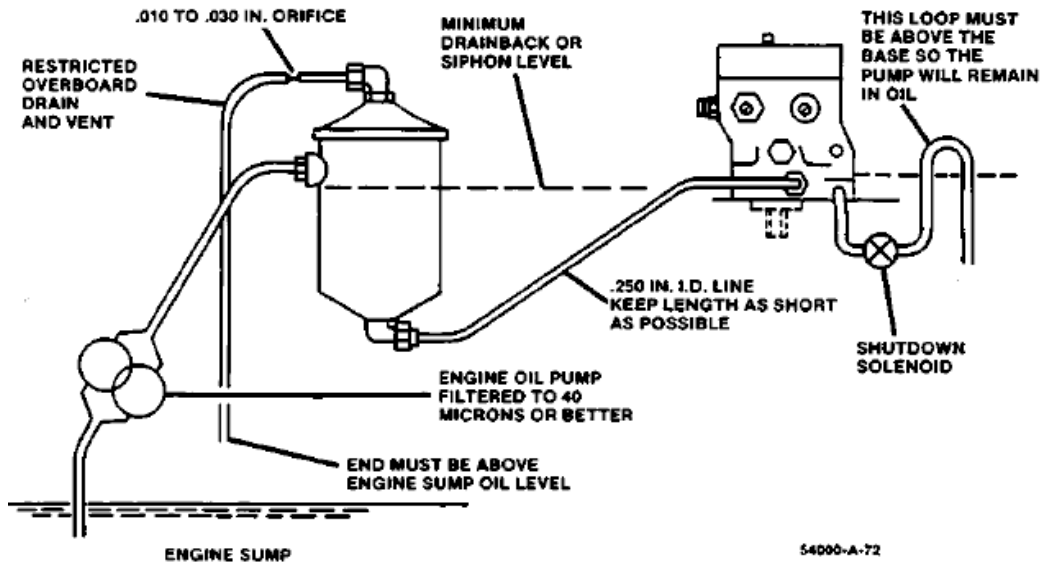 .010 TO .030 IN. ORIFICE
RESTRICTED
OVERBOARD
DRAIN
AND VENT
MINIMUM
DRAINBACK OR
SIPHON LEVEL
THIS LOOP MUST
BE ABOVE THE
BASE SO THE
PUMP WILL REMAIN
IN OIL
.250 IN. I.D. LINE
KEEP LENGTH AS SHORT
AS POSSIBLE
SHUTDOWN
SOLENOID
ENGINE OIL PUMP
FILTERED TO 40
MICRONS OR BETTER
END MUST BE ABOVE
ENGINE SUMP OIL LEVEL
ENGINE SUMP
54000-A-72